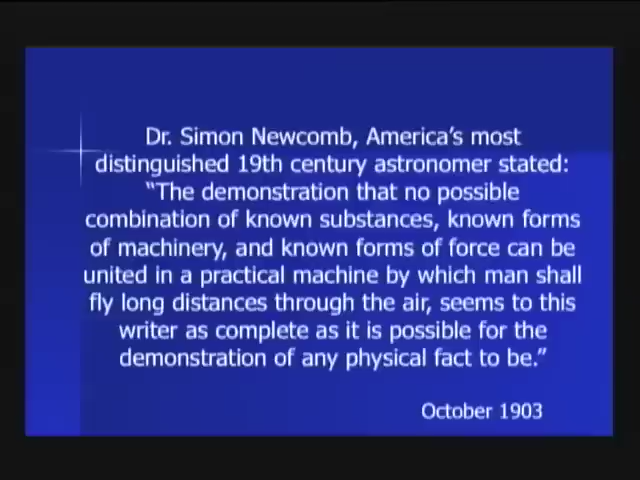 Dr. Simon Newcomb, America's most
distinguished 19th century astronomer stated:
“The demonstration that no possible
combination of known substances, known forms
of machinery, and known forms of force can be
united in a practical machine by which man shall
fly long distances through the air, seems to this
writer as complete as it is possible for the
demonstration of any physical fact to be.”
October 1903